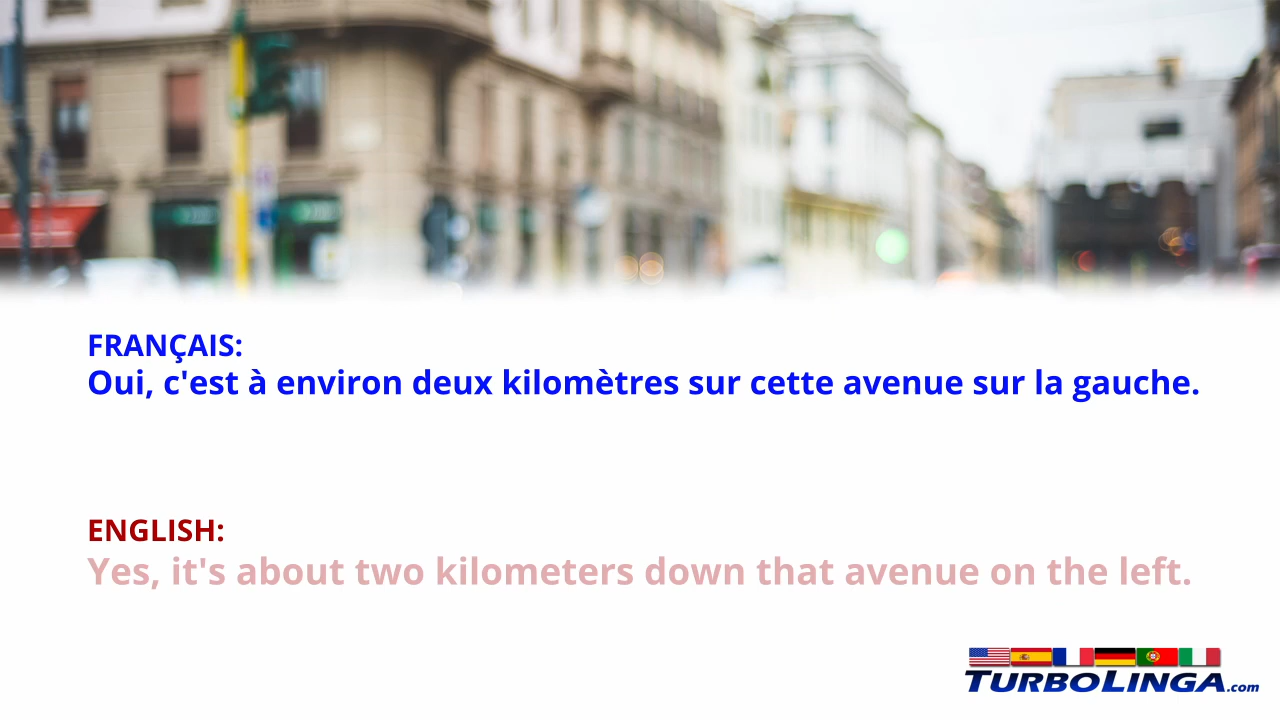 FRANÇAIS:
Oui, c'est à environ deux kilomètres sur cette avenue sur la gauche.
ENGLISH:
Yes, it's about two kilometers down that avenue on the left.
TURBOLINGA.com